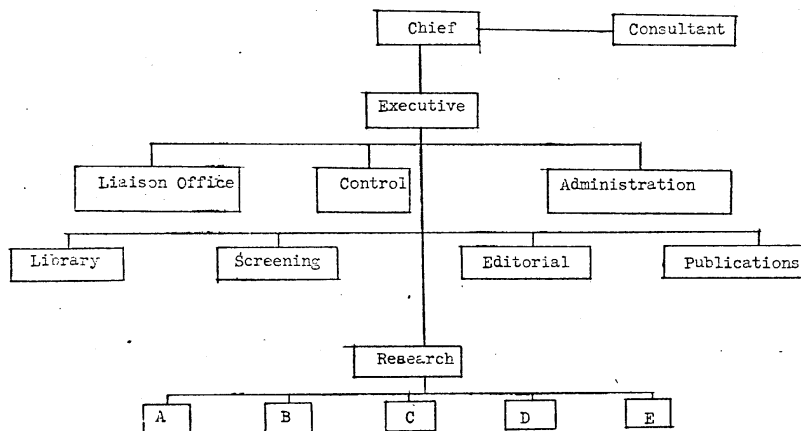 Chief Consultant
Executive
Liaison Office Control Administration
Library Screening Editorial Publications
Research
A B C D E